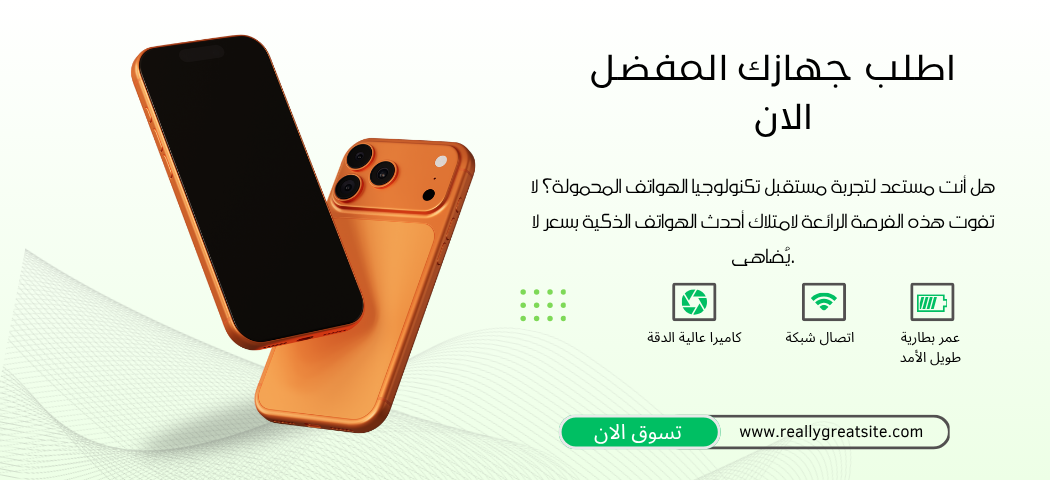 اطلب جهازك المفضل
الان
هل أنت مستعد لتجربة مستقبل تكنولوجيا الهواتف المحمولة؟ لا
تفوت هذه الفرصة الرائعة لامتلاك أحدث الهواتف الذكية بسعر لا
يُضاهى.
عمر بطارية
طويل الأمد
اتصال شبكة
كاميرا عالية الدقة
تسوق الان
www.reallygreatsite.com